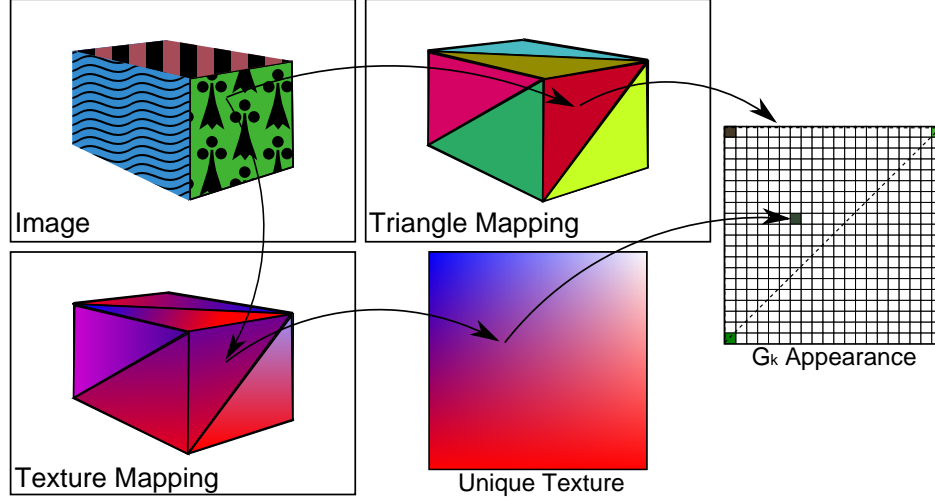 Image
Triangle Mapping
Gk Appearance
Texture Mapping
Unique Texture